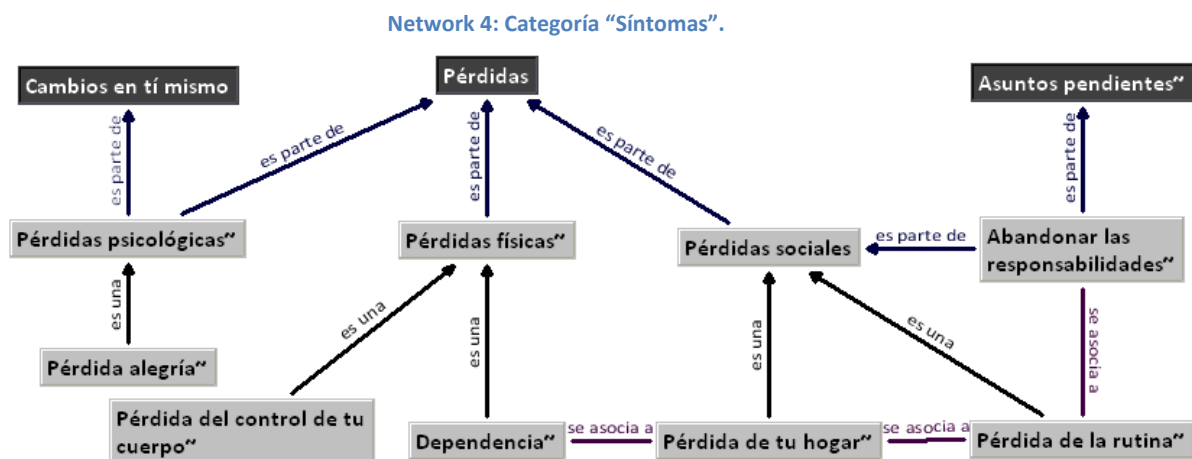 Network 4: Categoría “Síntomas”.
Cambios en tí mismo
Pérdidas
Asuntos pendientes~
es parte de
es parte de
es parte de
es parte de
es parte de
Pérdidas psicológicas~
Pérdidas físicas~
Pérdidas sociales
es parte de
Abandonar las
responsabilidades~
es una
es una
es una
es una
es una
se asocia a
Pérdida alegría~
Pérdida del control de tu
cuerpo~
Dependencia~
se asocia a
Pérdida de tu hogar~
se asocia a
Pérdida de la rutina~